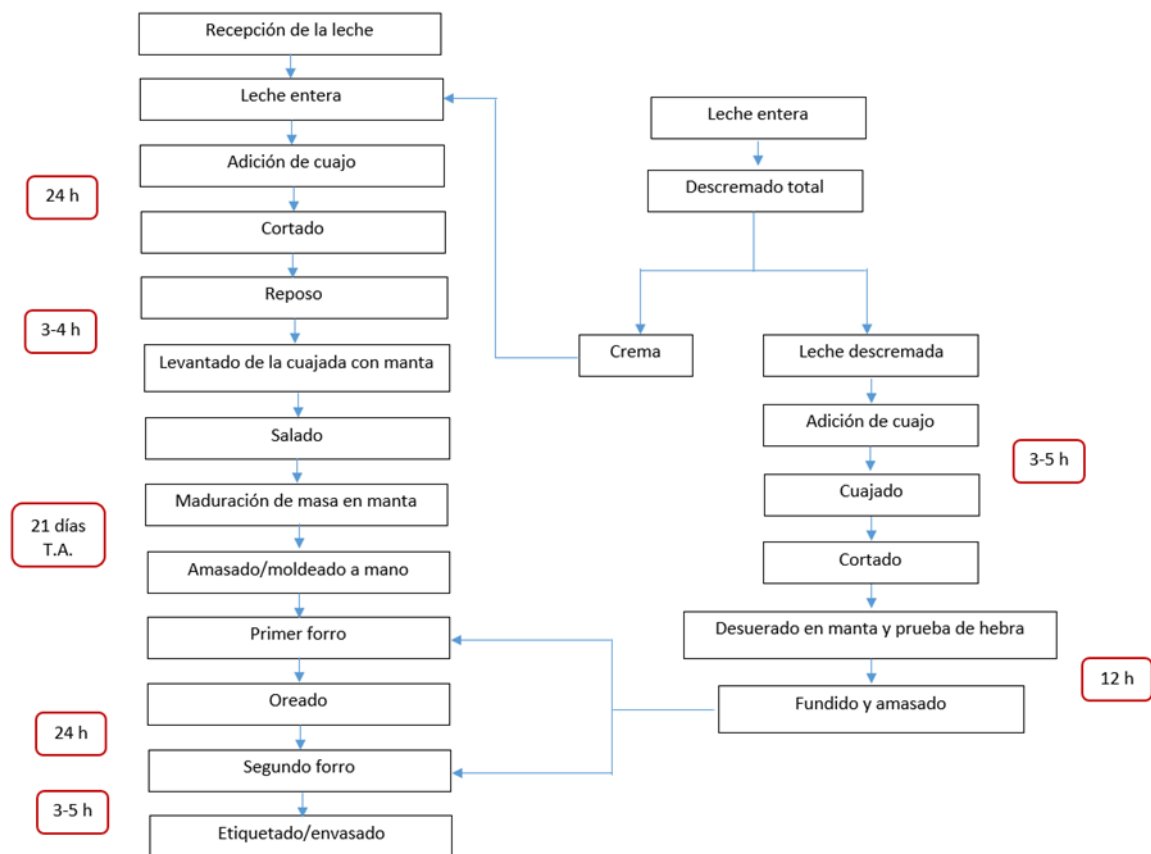 Recepción de la leche
Leche entera
Adición de cuajo
24 h
Cortado
Reposo
3-4 h
Levantado de la cuajada con manta
Salado
Maduración de masa en manta
21 días
T.A.
Amasado/moldeado a mano
Primer forro
Oreado
24 h
Segundo forro
3-5 h
Etiquetado/envasado
Leche entera
Descremado total
Crema
Leche descremada
Adición de cuajo
3-5 h
Cuajado
Cortado
Desuerado en manta y prueba de hebra
12 h
Fundido y amasado